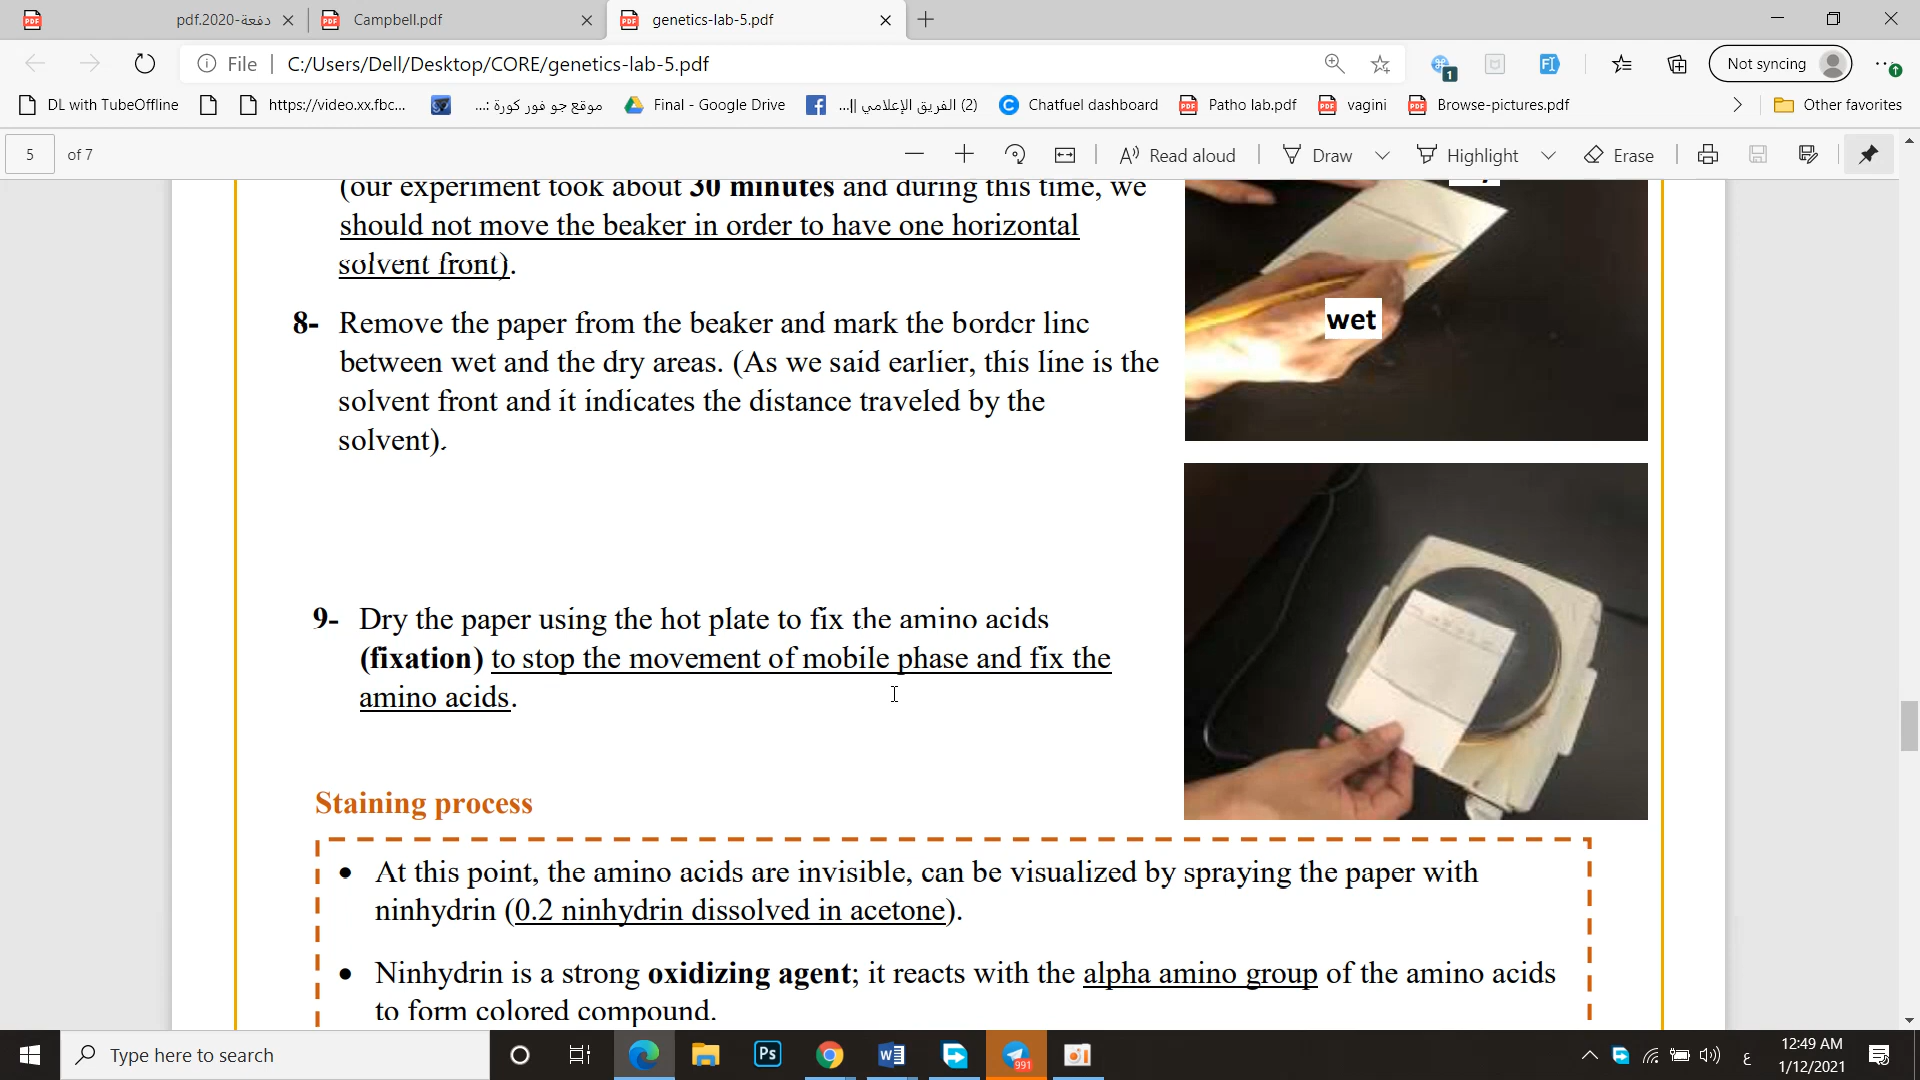 دفعة-2020.pdf
Campbell.pdf
genetics-lab-5.pdf
File
C:/Users/Dell/Desktop/CORE/genetics-lab-5.pdf
1
Not syncing
DL with TubeOffline
https://video.xx.fbc...
موقع جو فور كورة :...
Final - Google Drive
(2) الفريق الإعلامي ||...
Chatfuel dashboard
Patho lab.pdf
vagini
Browse-pictures.pdf
Other favorites
5 of 7
Read aloud
Draw
Highlight
Erase
(our experiment took about 30 minutes and during this time, we
should not move the beaker in order to have one horizontal
solvent front).
8- Remove the paper from the beaker and mark the border line
between wet and the dry areas. (As we said earlier, this line is the
solvent front and it indicates the distance traveled by the
solvent).
wet
9- Dry the paper using the hot plate to fix the amino acids
(fixation) to stop the movement of mobile phase and fix the
amino acids.
Staining process
• At this point, the amino acids are invisible, can be visualized by spraying the paper with
ninhydrin (0.2 ninhydrin dissolved in acetone).
• Ninhydrin is a strong oxidizing agent; it reacts with the alpha amino group of the amino acids
to form colored compound.
Type here to search
Ps
991
ع
12:49 AM
1/12/2021